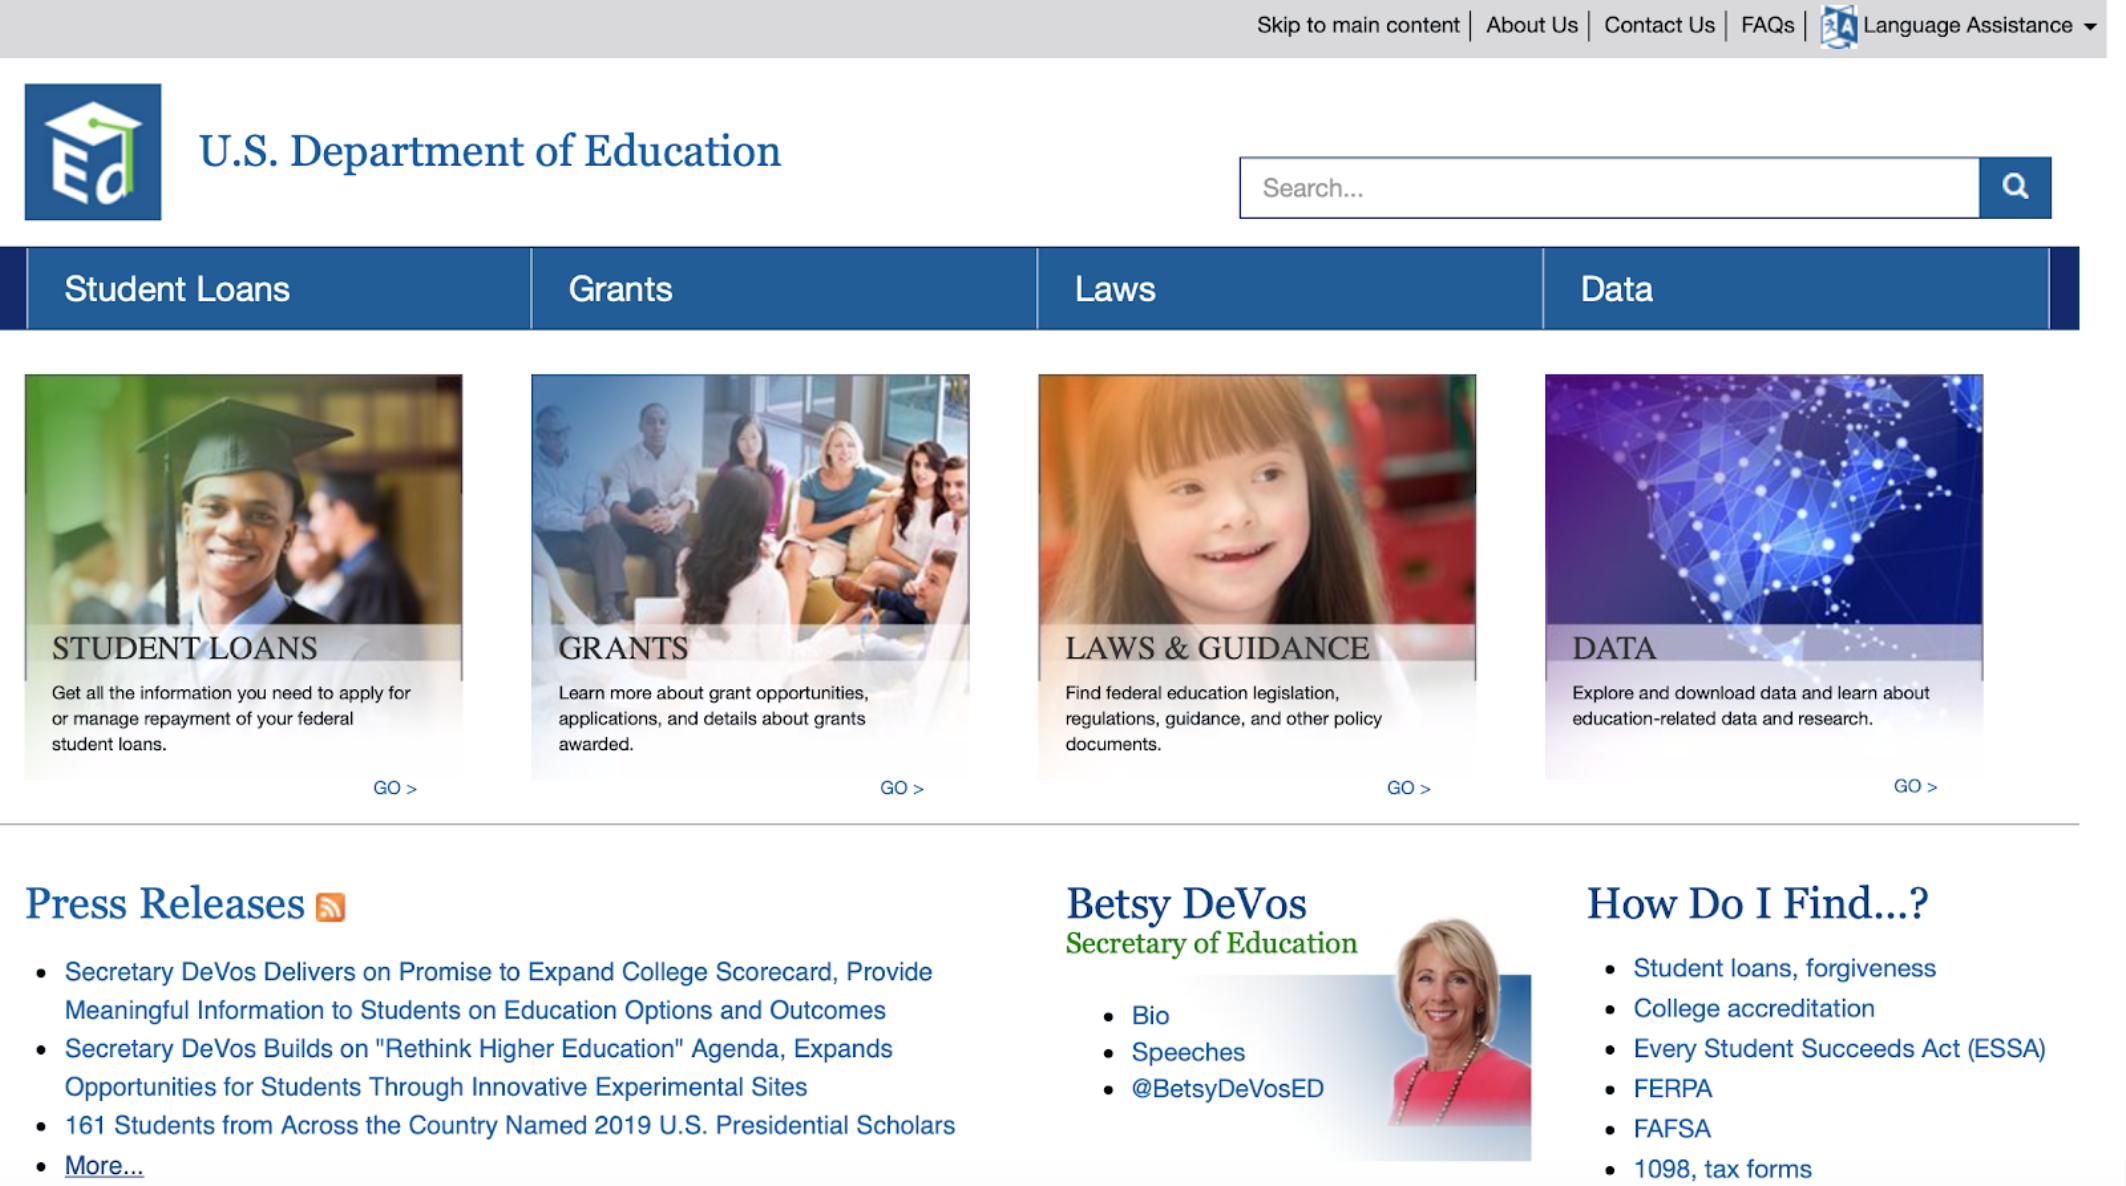 Skip to main content
About Us
Contact Us
FAQs
Language Assistance
Ed
U.S. Department of Education
Search...
Student Loans
Grants
Laws
Data
STUDENT LOANS
Get all the information you need to apply for
or manage repayment of your federal
student loans.
GO >
GRANTS
Learn more about grant opportunities,
applications, and details about grants
awarded.
GO >
LAWS & GUIDANCE
Find federal education legislation,
regulations, guidance, and other policy
documents.
GO >
DATA
Explore and download data and learn about
education-related data and research.
GO >
Press Releases
Secretary DeVos Delivers on Promise to Expand College Scorecard, Provide
Meaningful Information to Students on Education Options and Outcomes
Secretary DeVos Builds on "Rethink Higher Education" Agenda, Expands
Opportunities for Students Through Innovative Experimental Sites
161 Students from Across the Country Named 2019 U.S. Presidential Scholars
More...
Betsy DeVos
Secretary of Education
Bio
Speeches
@BetsyDeVosED
How Do I Find...?
Student loans, forgiveness
College accreditation
Every Student Succeeds Act (ESSA)
FERPA
FAFSA
1098, tax forms